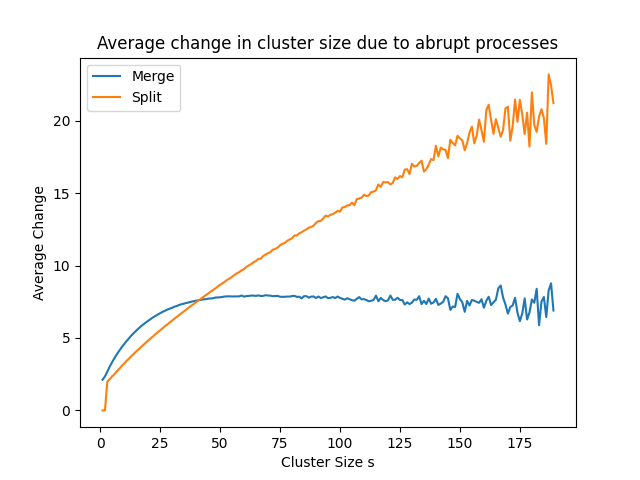 Average change in cluster size due to abrupt processes
Merge
Split
Average Change
20
15
10
5
0
0 25 50 75 100 125 150 175
Cluster Size s